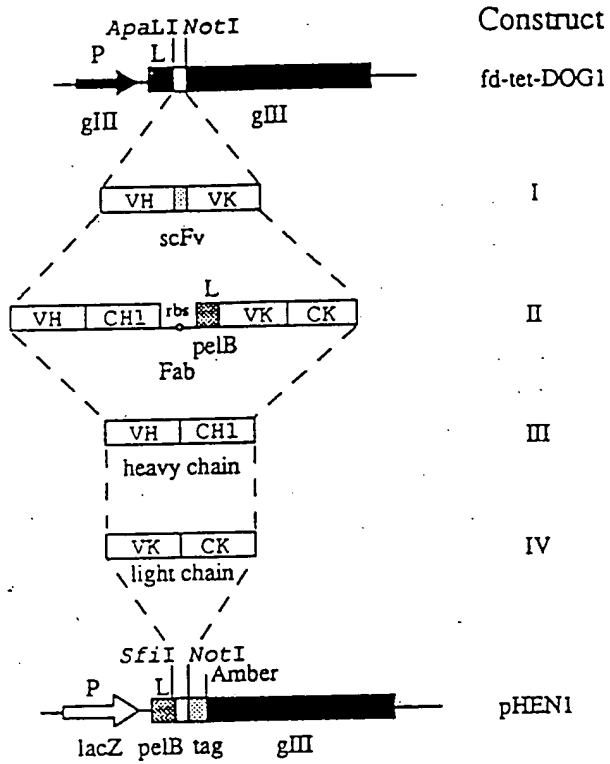 Construct
ApaLI NotI
P L
fd-tet-DOG1
gIII gIII
VH VK
I
scFv
L
rbs
VH CH1 VK CK
II
pelB
Fab
VH CH1
III
heavy chain
VK CK
IV
light chain
SfiI NotI
Amber
P L
pHEN1
lacZ pelB tag gIII